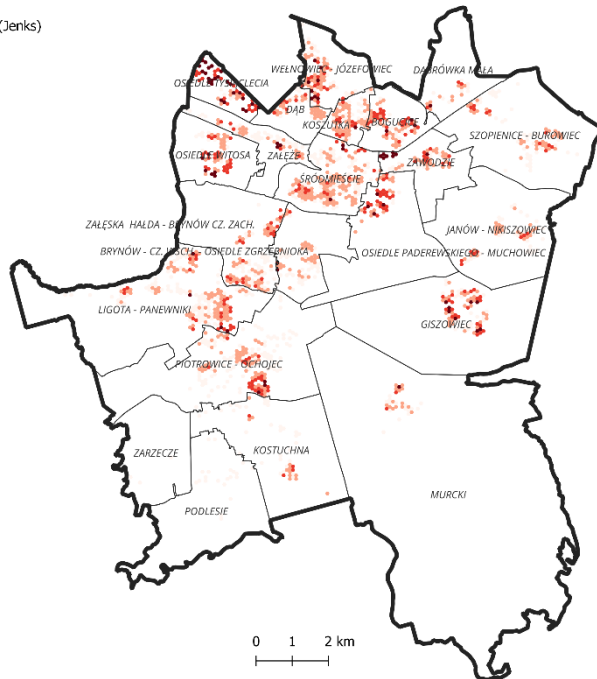 (Jenks)
WEŁNOWIEC - JÓZEFOWIEC
DĄBRÓWKA MAŁA
OSIEDLE TYSIĄCLECIA
DĄB
KOSZUTKA
BOGUCICE
SZOPIENICE - BUROWIEC
OSIEDLE WITOSA
ZAŁĘŻE
ZAWODZIE
ŚRÓDMIEŚCIE
ZAŁĘSKA HAŁDA - BRYNÓW CZ. ZACH.
JANÓW - NIKISZOWIEC
BRYNÓW - CZ. WSCH. - OSIEDLE ZGRZEBNIOKA
OSIEDLE PADEREWSKIEGO - MUCHOWIEC
LIGOTA - PANEWNIKI
GISZOWIEC
PIOTROWICE - OCHOJEC
ZARZECZE
KOSTUCHNA
MURCKI
PODLESIE
0 1 2 km